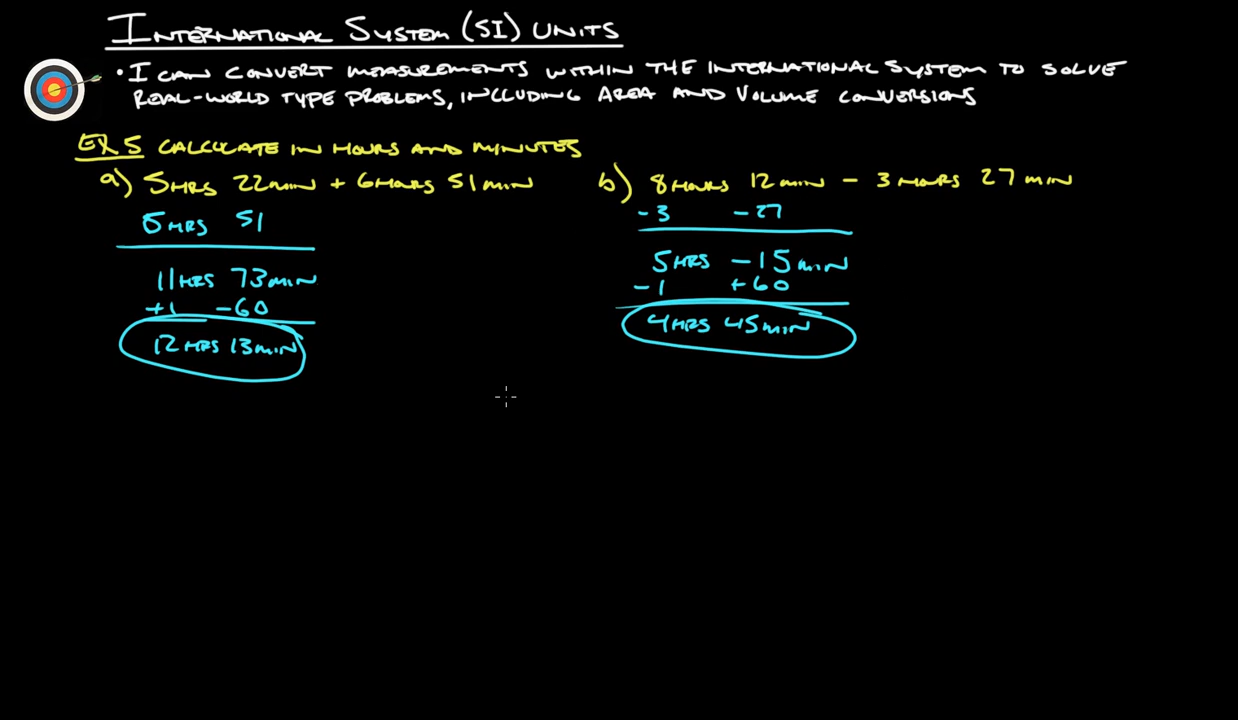 INTERNATIONAL SYSTEM (SI) UNITS
• I CAN CONVERT MEASUREMENTS WITHIN THE INTERNATIONAL SYSTEM TO SOLVE
REAL-WORLD TYPE PROBLEMS, INCLUDING AREA AND VOLUME CONVERSIONS
EX 5 CALCULATE IN HOURS AND MINUTES
a) 5HRS 22MIN + 6HOURS 51MIN
6HRS 51
11HRS 73MIN
+1 -60
12HRS 13MIN
b) 8HOURS 12MIN - 3HOURS 27MIN
-3 -27
5HRS -15MIN
-1 +60
4HRS 45MIN